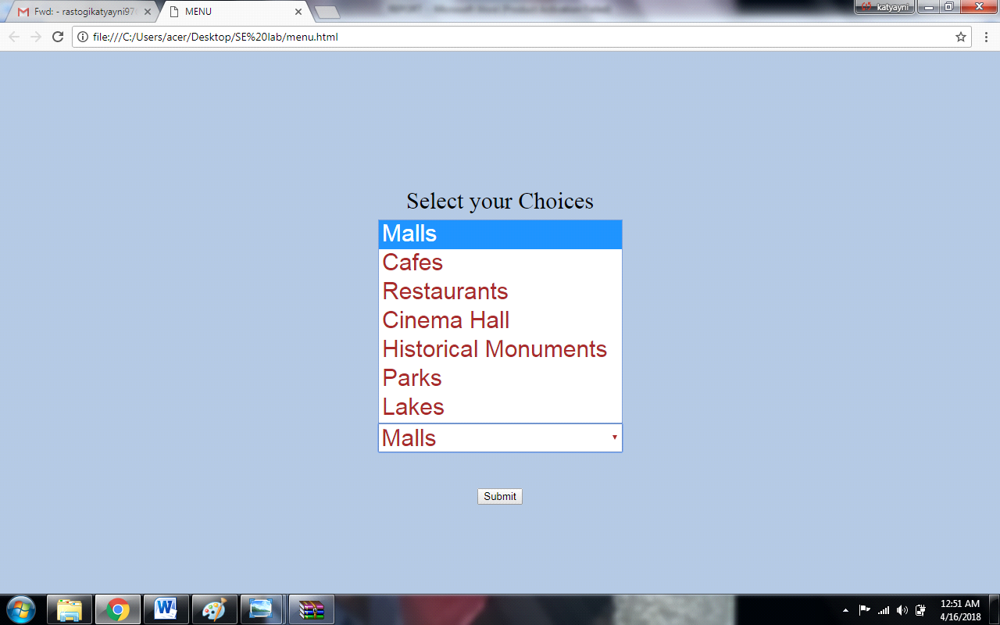 Fwd: - rastogikatyayni97
MENU
katyayni
file:///C:/Users/acer/Desktop/SE%20lab/menu.html
Select your Choices
Malls
Cafes
Restaurants
Cinema Hall
Historical Monuments
Parks
Lakes
Malls
Submit
12:51 AM
4/16/2018